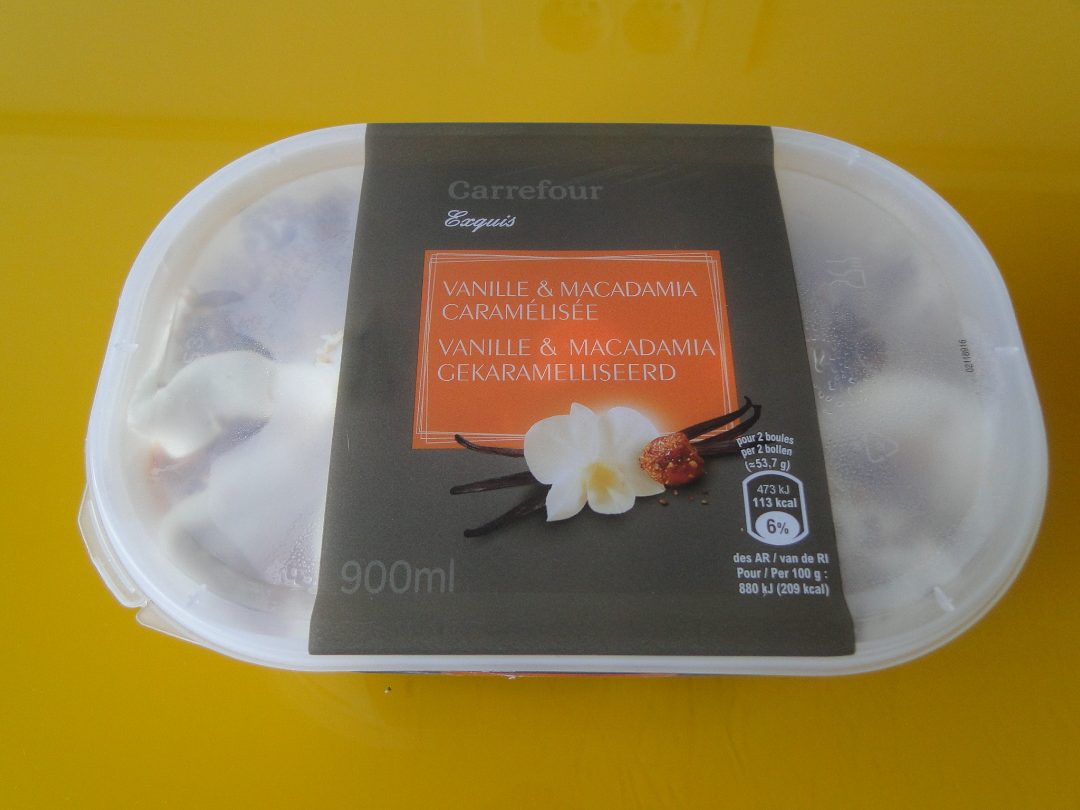 Carrefour
Exquis
VANILLE & MACADAMIA
CARAMÉLISÉE
VANILLE & MACADAMIA
GEKARAMELLISEERD
pour 2 boules
per 2 bollen
(≈53,7 g)
473 kJ
113 kcal
6%
des AR / van de RI
Pour / Per 100 g :
880 kJ (209 kcal)
900ml